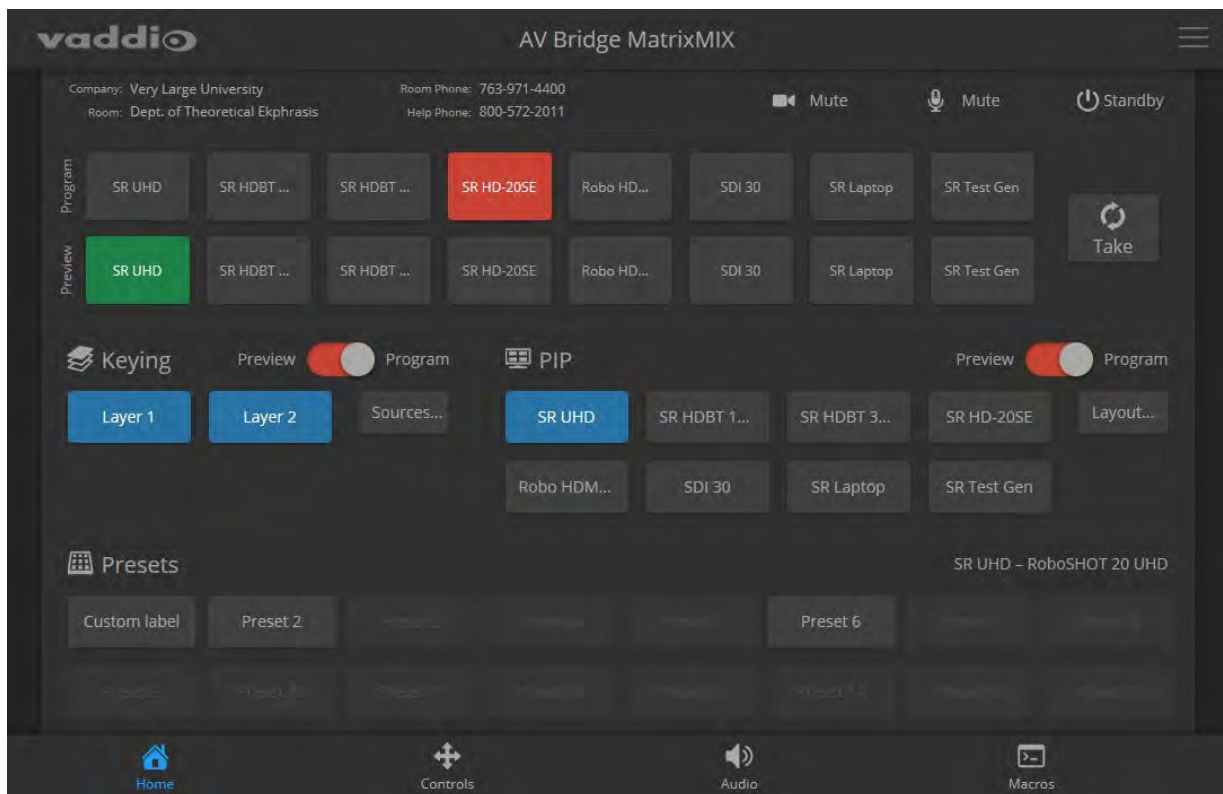 vaddio AV Bridge MatrixMIX
Company: Very Large University Room Phone: 763-971-4400
Room: Dept. of Theoretical Ekphrasis Help Phone: 800-572-2011
Mute Mute Standby
Program SR UHD SR HDBT ... SR HDBT ... SR HD-20SE Robo HD... SDI 30 SR Laptop SR Test Gen
Take
Preview SR UHD SR HDBT ... SR HDBT ... SR HD-20SE Robo HD... SDI 30 SR Laptop SR Test Gen
Keying Preview Program PIP Preview Program
Layer 1 Layer 2 Sources... SR UHD SR HDBT 1... SR HDBT 3... SR HD-20SE Layout...
Robo HDM... SDI 30 SR Laptop SR Test Gen
Presets SR UHD – RoboSHOT 20 UHD
Custom label Preset 2 Preset 6
Home Controls Audio Macros